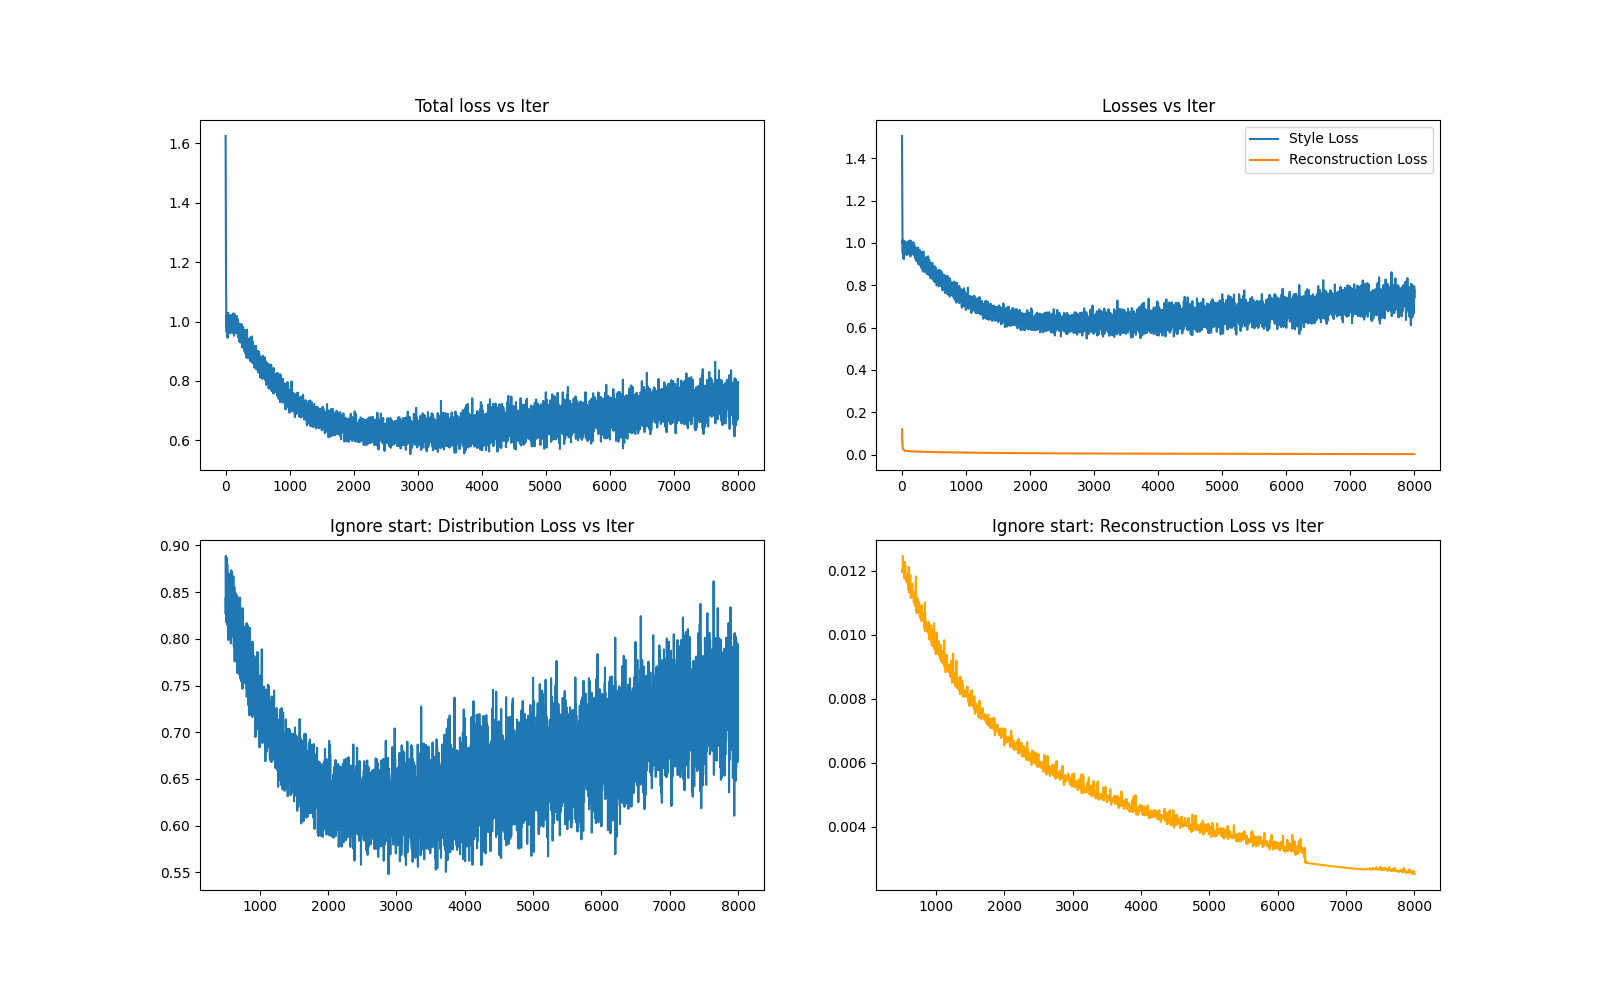 Total loss vs Iter
1.6
1.4
1.2
1.0
0.8
0.6
0 1000 2000 3000 4000 5000 6000 7000 8000
Losses vs Iter
Style Loss
Reconstruction Loss
1.4
1.2
1.0
0.8
0.6
0.4
0.2
0.0
0 1000 2000 3000 4000 5000 6000 7000 8000
Ignore start: Distribution Loss vs Iter
0.90
0.85
0.80
0.75
0.70
0.65
0.60
0.55
1000 2000 3000 4000 5000 6000 7000 8000
Ignore start: Reconstruction Loss vs Iter
0.012
0.010
0.008
0.006
0.004
1000 2000 3000 4000 5000 6000 7000 8000